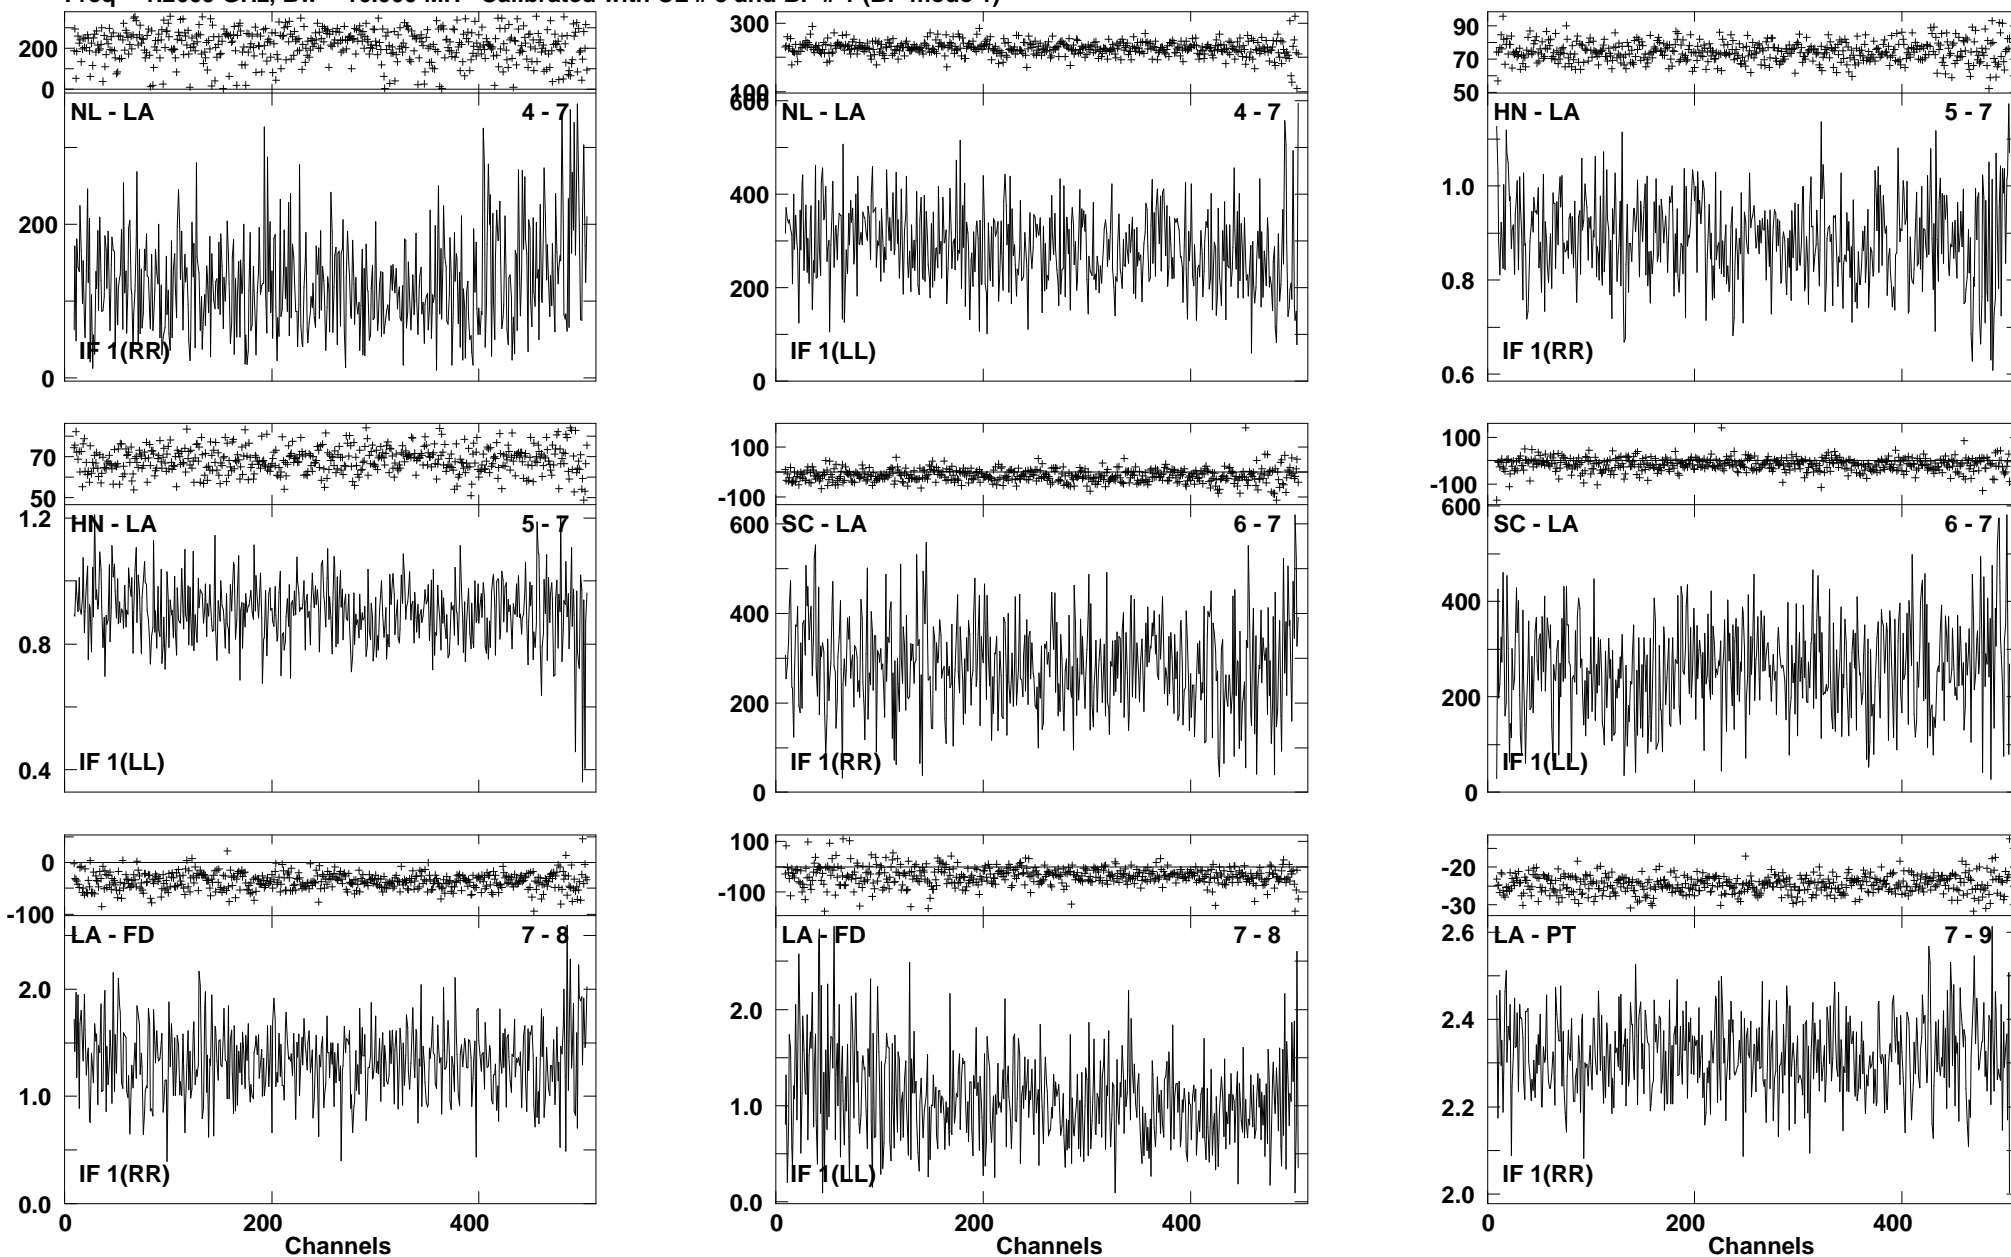 200
0
NL - LA 4 - 7
200
0
IF 1(RR)
300
100
600
NL - LA 4 - 7
400
200
0
IF 1(LL)
90
70
50
HN - LA 5 - 7
1.0
0.8
0.6
IF 1(RR)
70
50
1.2
HN - LA 5 - 7
0.8
0.4
IF 1(LL)
100
-100
600
SC - LA 6 - 7
400
200
0
IF 1(RR)
100
-100
600
SC - LA 6 - 7
400
200
0
IF 1(LL)
0
-100
LA - FD 7 - 8
2.0
1.0
0.0
IF 1(RR)
0 200 400
Channels
100
-100
LA - FD 7 - 8
2.0
1.0
0.0
IF 1(LL)
0 200 400
Channels
-20
-30
2.6
LA - PT 7 - 9
2.4
2.2
2.0
IF 1(RR)
0 200 400
Channels